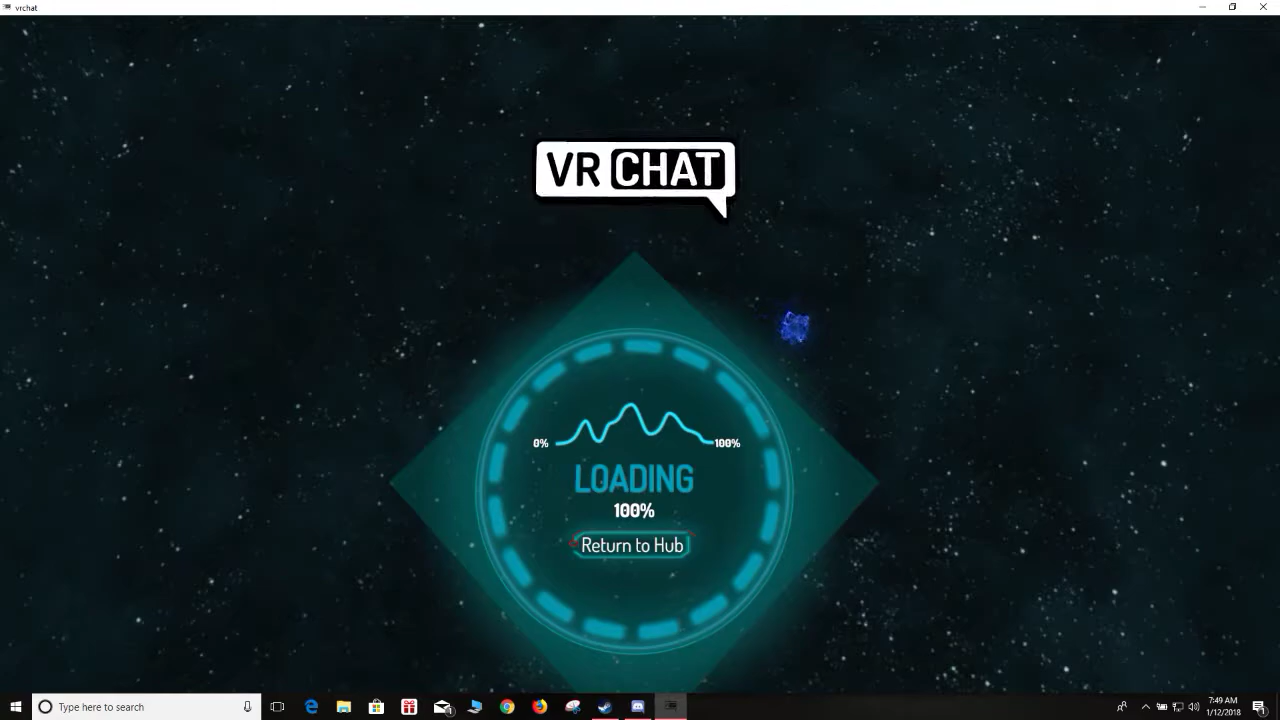 vrchat
VR CHAT
0%
100%
LOADING
100%
Return to Hub
Type here to search
7:49 AM
1/12/2018